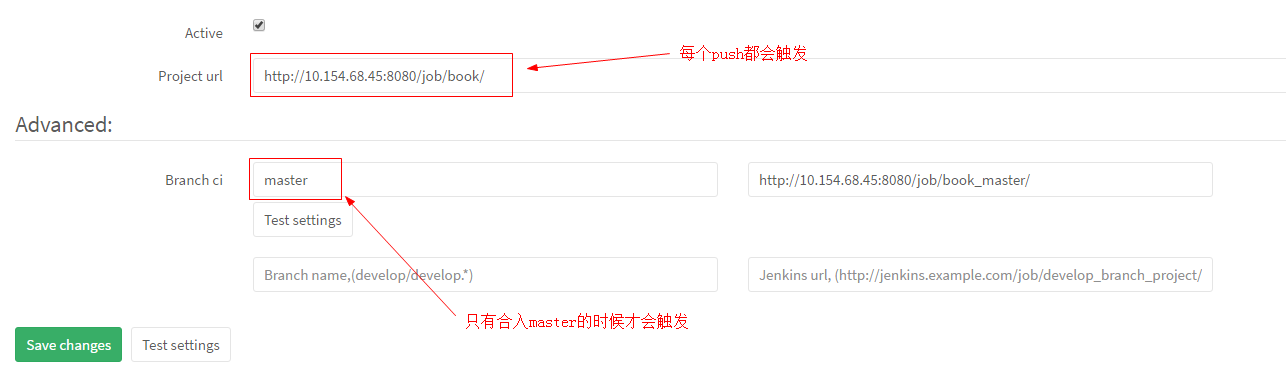 Active
每个push都会触发
Project url
http://10.154.68.45:8080/job/book/
Advanced:
Branch ci
master
http://10.154.68.45:8080/job/book_master/
Test settings
Branch name,(develop/develop.*)
Jenkins url, (http://jenkins.example.com/job/develop_branch_project/
只有合入master的时候才会触发
Save changes
Test settings